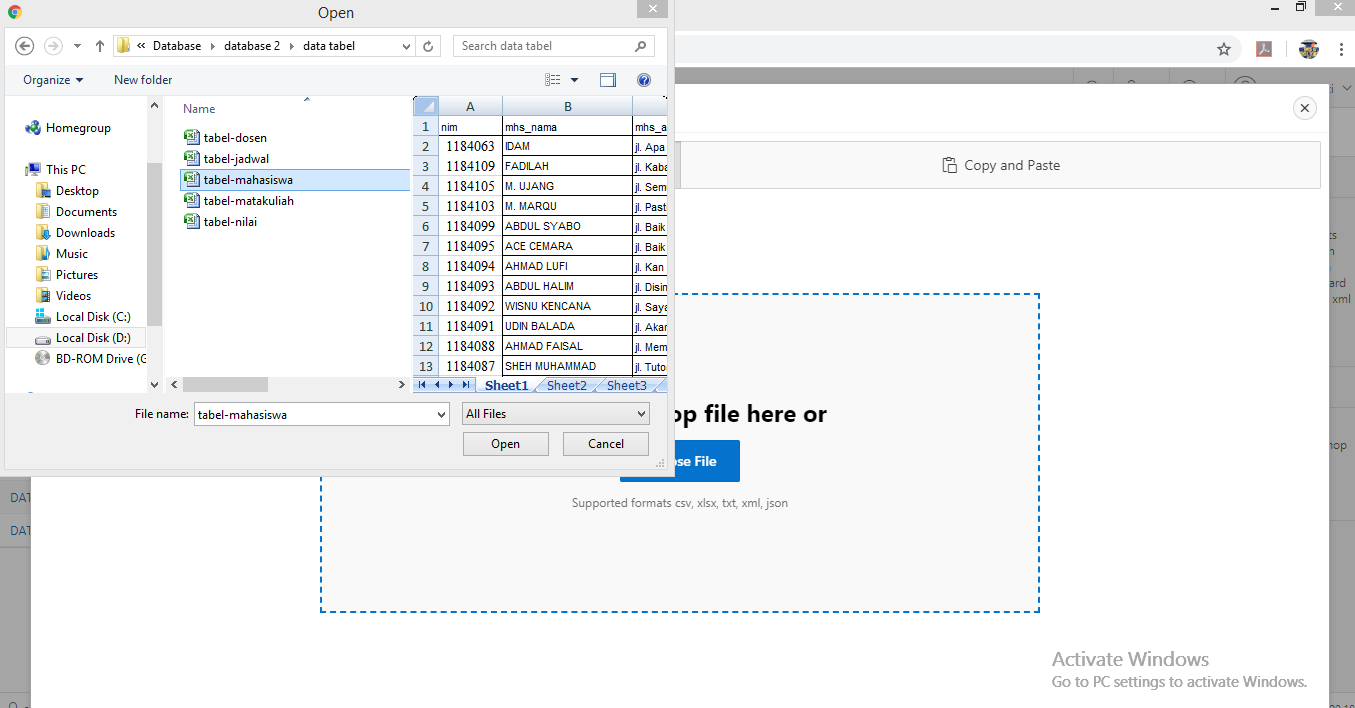 Open
« Database › database 2 › data tabel
Search data tabel
Organize
New folder
Homegroup
This PC
Desktop
Documents
Downloads
Music
Pictures
Videos
Local Disk (C:)
Local Disk (D:)
BD-ROM Drive (G
Name
tabel-dosen
tabel-jadwal
tabel-mahasiswa
tabel-matakuliah
tabel-nilai
A B
1 nim mhs_nama mhs_a
2 1184063 IDAM jl. Apa
3 1184109 FADILAH jl. Kaba
4 1184105 M. UJANG jl. Sem
5 1184103 M. MARQU jl. Past
6 1184099 ABDUL SYABO jl. Baik
7 1184095 ACE CEMARA jl. Baik
8 1184094 AHMAD LUFI jl. Kan
9 1184093 ABDUL HALIM jl. Disin
10 1184092 WISNU KENCANA jl. Saya
11 1184091 UDIN BALADA jl. Akar
12 1184088 AHMAD FAISAL jl. Mem
13 1184087 SHEH MUHAMMAD jl. Tuto
Sheet1 Sheet2 Sheet3
File name: tabel-mahasiswa
All Files
Open Cancel
Copy and Paste
op file here or
se File
Supported formats csv, xlsx, txt, xml, json
DAT
DAT
ard
xml
Activate Windows
Go to PC settings to activate Windows.